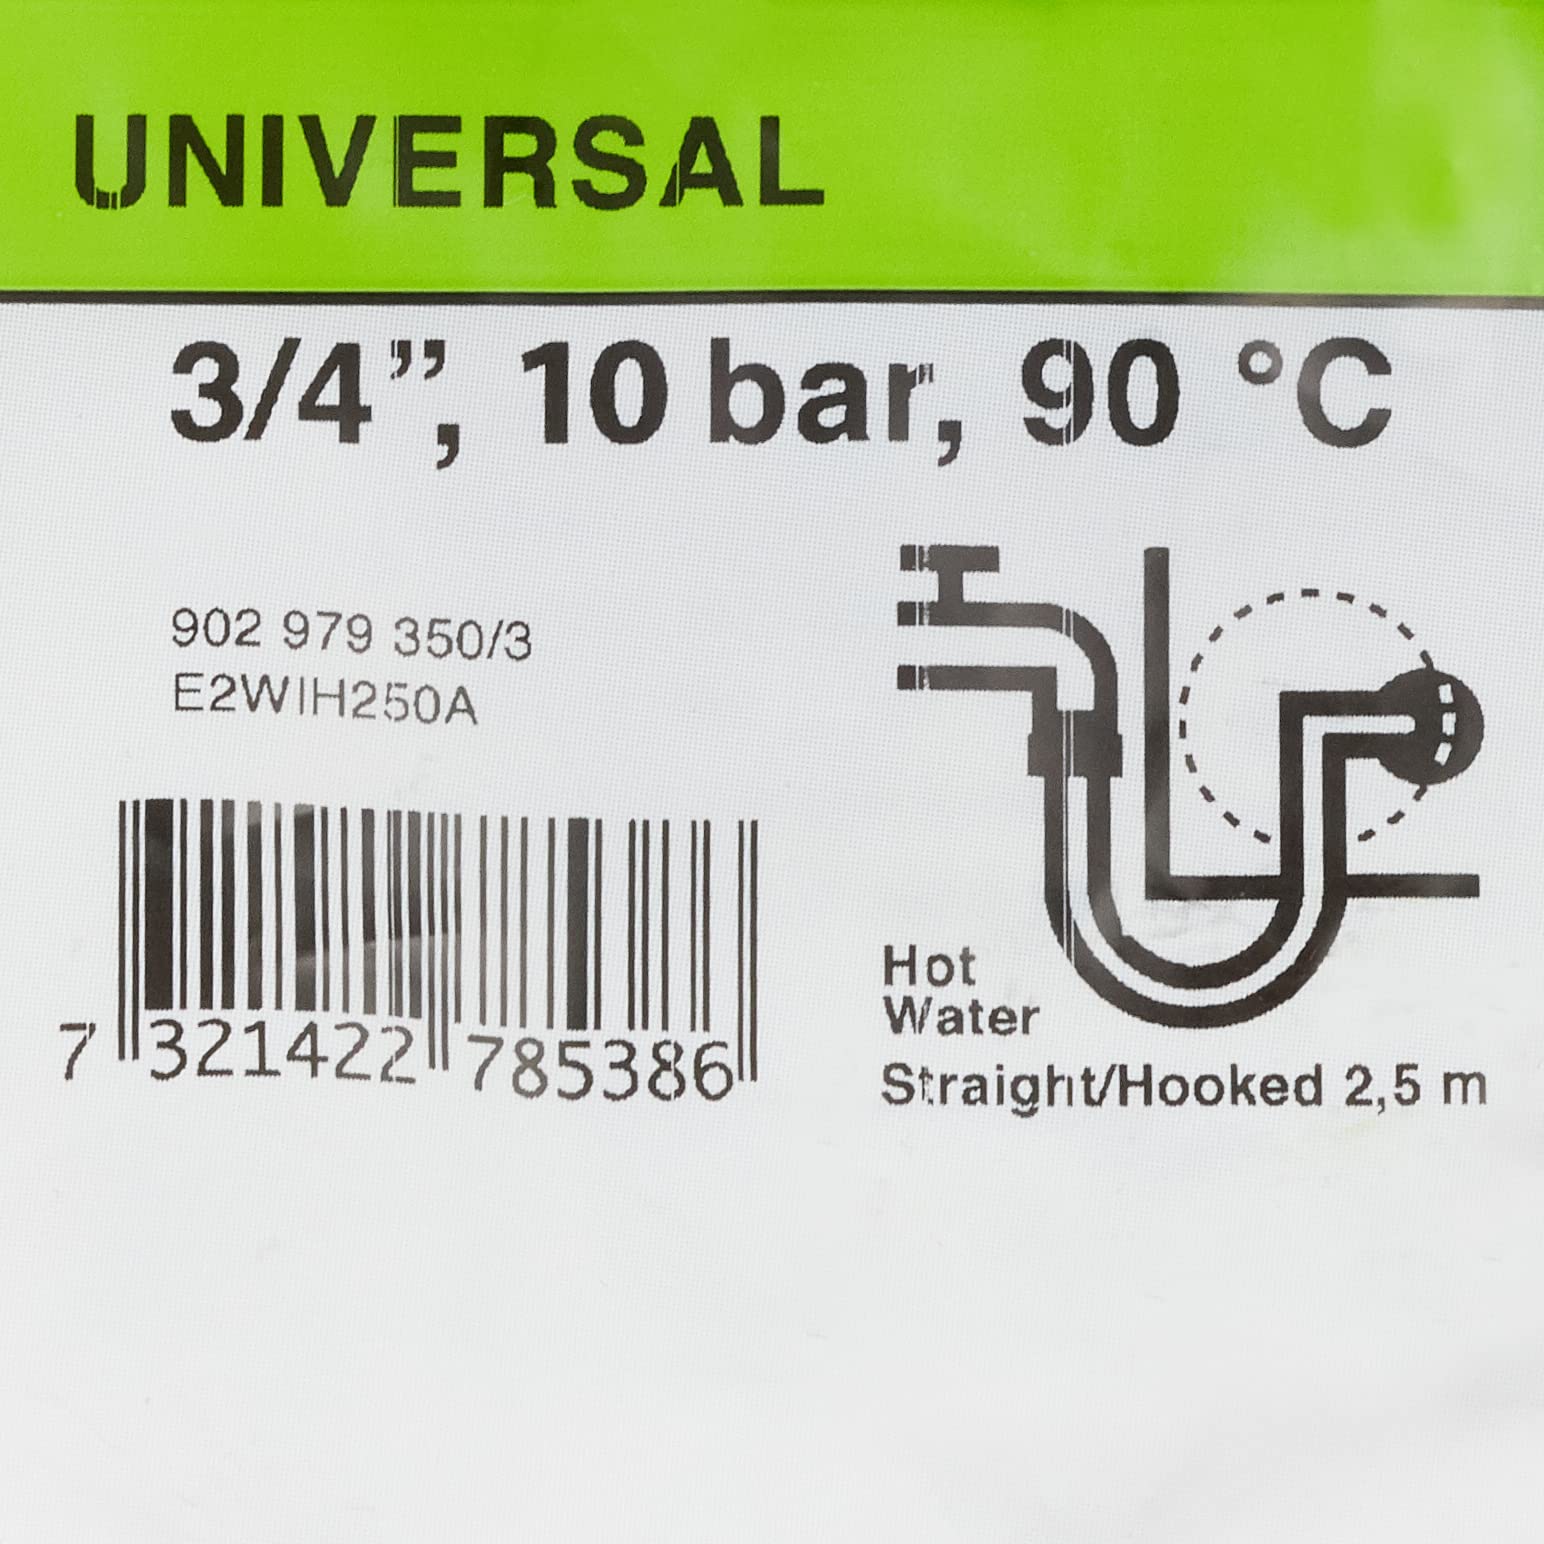 UNIVERSAL
3/4”, 10 bar, 90 °C
902 979 350/3
E2WIH250A
7 321422 785386
Hot
Water
Straight/Hooked 2,5 m